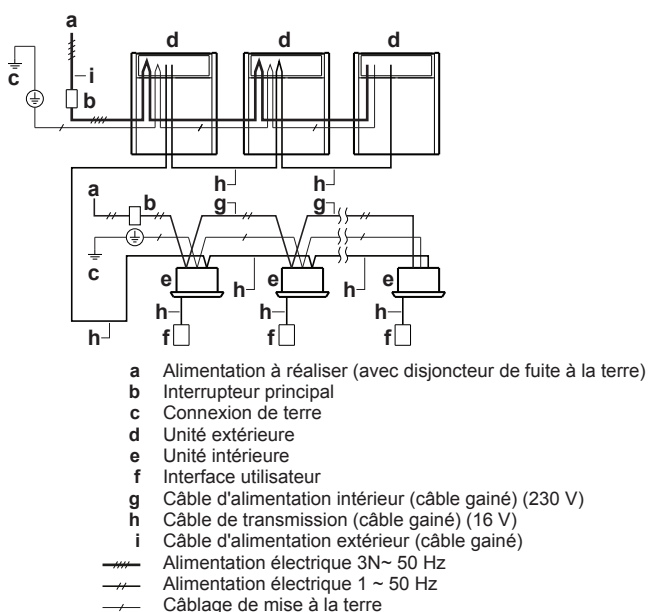 a
d d d
c
i
b
h h
a
b g g
c
e e e
h h
h h h
h f f f
a Alimentation à réaliser (avec disjoncteur de fuite à la terre)
b Interrupteur principal
c Connexion de terre
d Unité extérieure
e Unité intérieure
f Interface utilisateur
g Câble d'alimentation intérieur (câble gainé) (230 V)
h Câble de transmission (câble gainé) (16 V)
i Câble d'alimentation extérieur (câble gainé)
Alimentation électrique 3N~ 50 Hz
Alimentation électrique 1 ~ 50 Hz
Câblage de mise à la terre